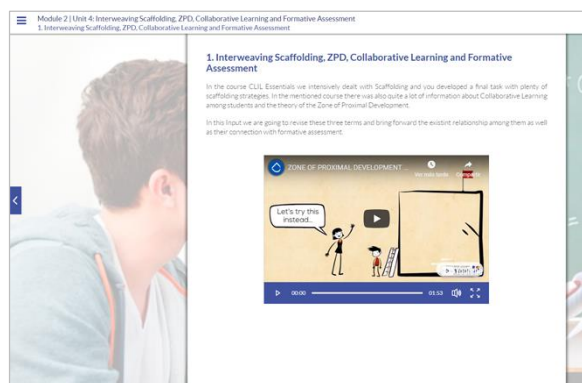 Module 2 | Unit 4: Interweaving Scaffolding, ZPD, Collaborative Learning and Formative Assessment
1. Interweaving Scaffolding, ZPD, Collaborative Learning and Formative Assessment
1. Interweaving Scaffolding, ZPD, Collaborative Learning and Formative
Assessment
In the course CLIL Essentials we intensively dealt with Scaffolding and you developed a final task with plenty of
scaffolding strategies. In the mentioned course there was also quite a lot of information about Collaborative Learning
among students and the theory of the Zone of Proximal Development.
In this Input we are going to revise these three terms and bring forward the existint relationship among them as well
as their connection with formative assessment.
ZONE OF PROXIMAL DEVELOPMENT ...
Ver más tarde
Compartir
Let's try this
instead...
00:00
01:53